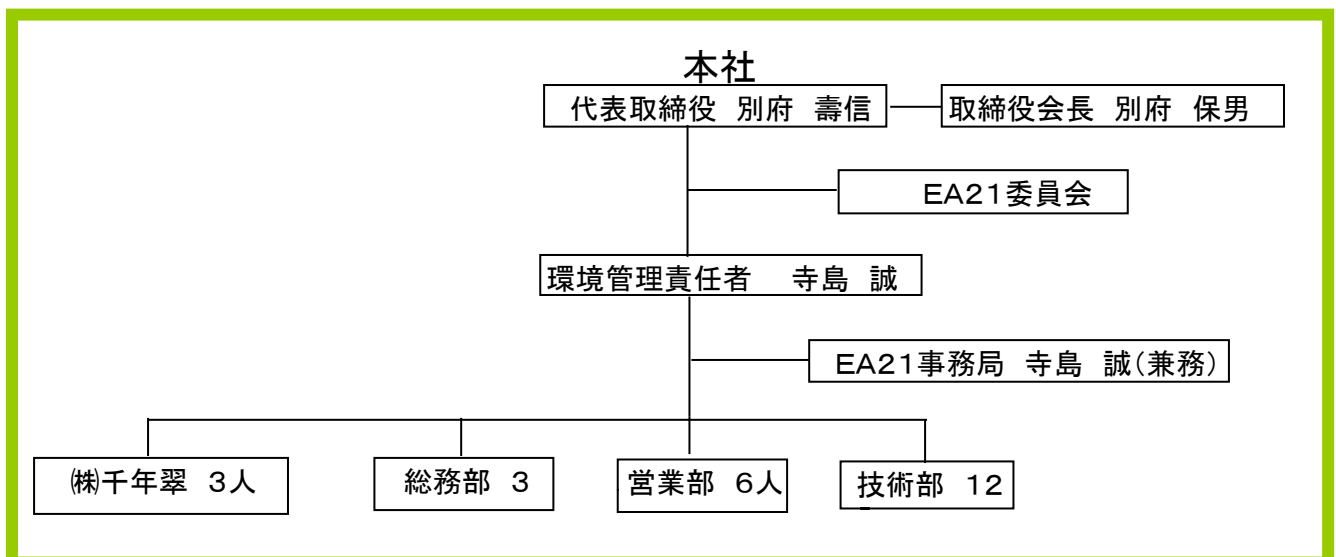 本社
代表取締役 別府 壽信
取締役会長 別府 保男
EA21委員会
環境管理責任者 寺島 誠
EA21事務局 寺島 誠(兼務)
㈱千年翠 3人
総務部 3
営業部 6人
技術部 12